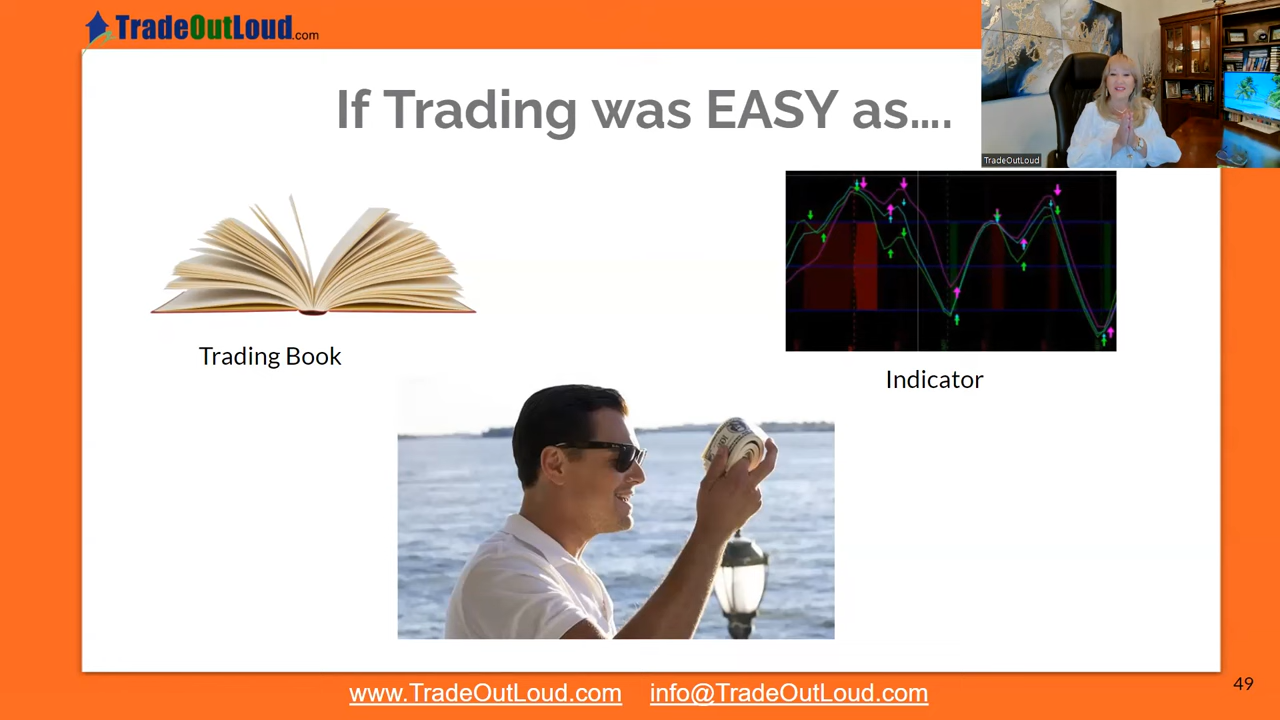 TradeOutLoud.com
If Trading was EASY as....
TradeOutLoud
Trading Book
Indicator
www.TradeOutLoud.com info@TradeOutLoud.com
49